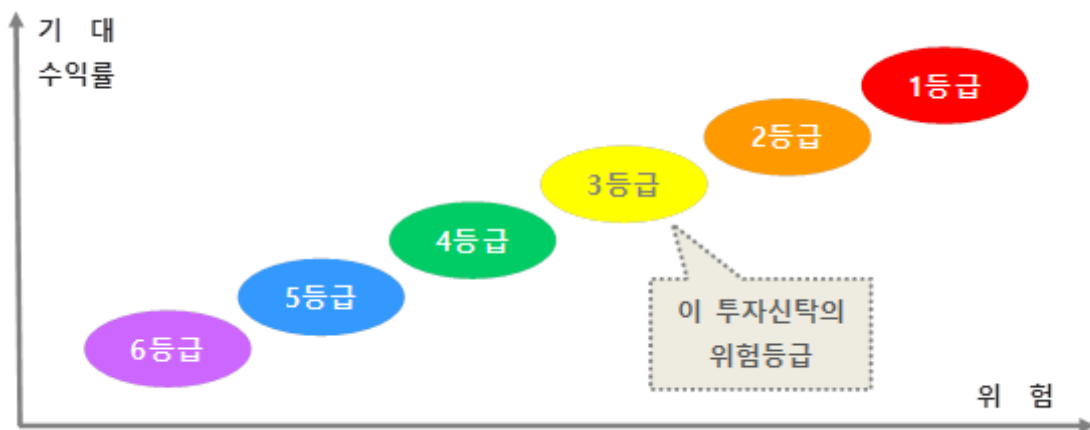 기 대
수익률
1등급
2등급
3등급
4등급
5등급
6등급
이 투자신탁의
위험등급
위 험